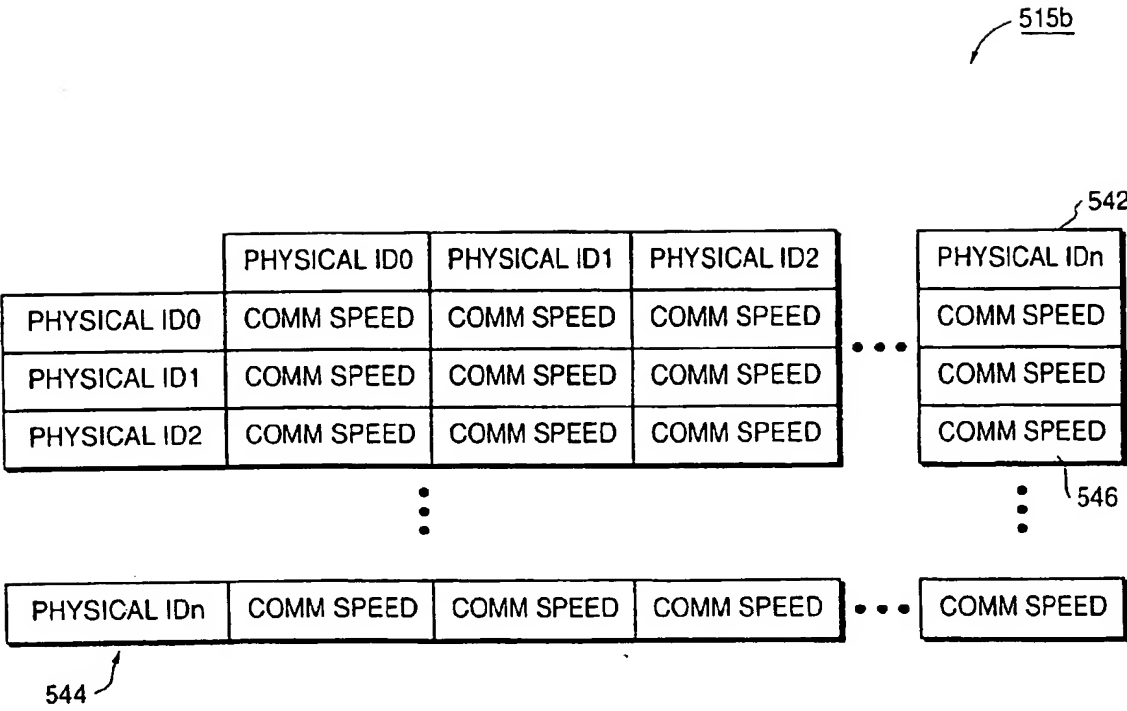 515b
542
PHYSICAL ID0 PHYSICAL ID1 PHYSICAL ID2 PHYSICAL IDn
PHYSICAL ID0 COMM SPEED COMM SPEED COMM SPEED COMM SPEED
PHYSICAL ID1 COMM SPEED COMM SPEED COMM SPEED COMM SPEED
PHYSICAL ID2 COMM SPEED COMM SPEED COMM SPEED COMM SPEED
546
PHYSICAL IDn COMM SPEED COMM SPEED COMM SPEED COMM SPEED
544